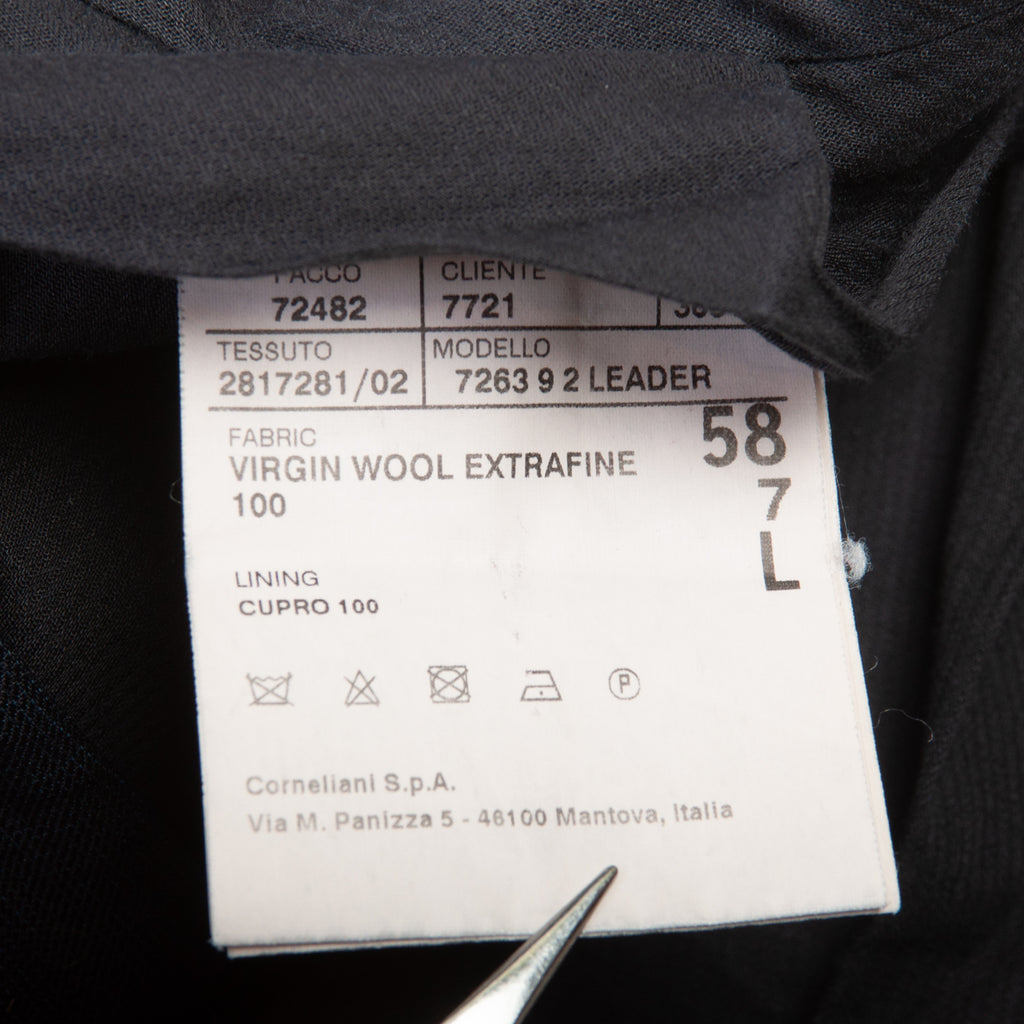 CLIENTE
72482 7721
TESSUTO MODELLO
2817281/02 7263 9 2 LEADER
58
FABRIC
VIRGIN WOOL EXTRAFINE
100
7
L
LINING
CUPRO 100
P
Corneliani S.p.A.
Via M. Panizza 5 - 46100 Mantova, Italia